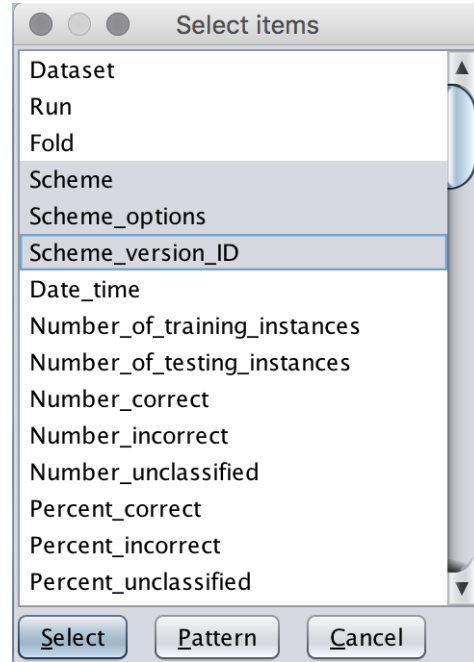 Select items
Dataset
Run
Fold
Scheme
Scheme_options
Scheme_version_ID
Date_time
Number_of_training_instances
Number_of_testing_instances
Number_correct
Number_incorrect
Number_unclassified
Percent_correct
Percent_incorrect
Percent_unclassified
Select Pattern Cancel